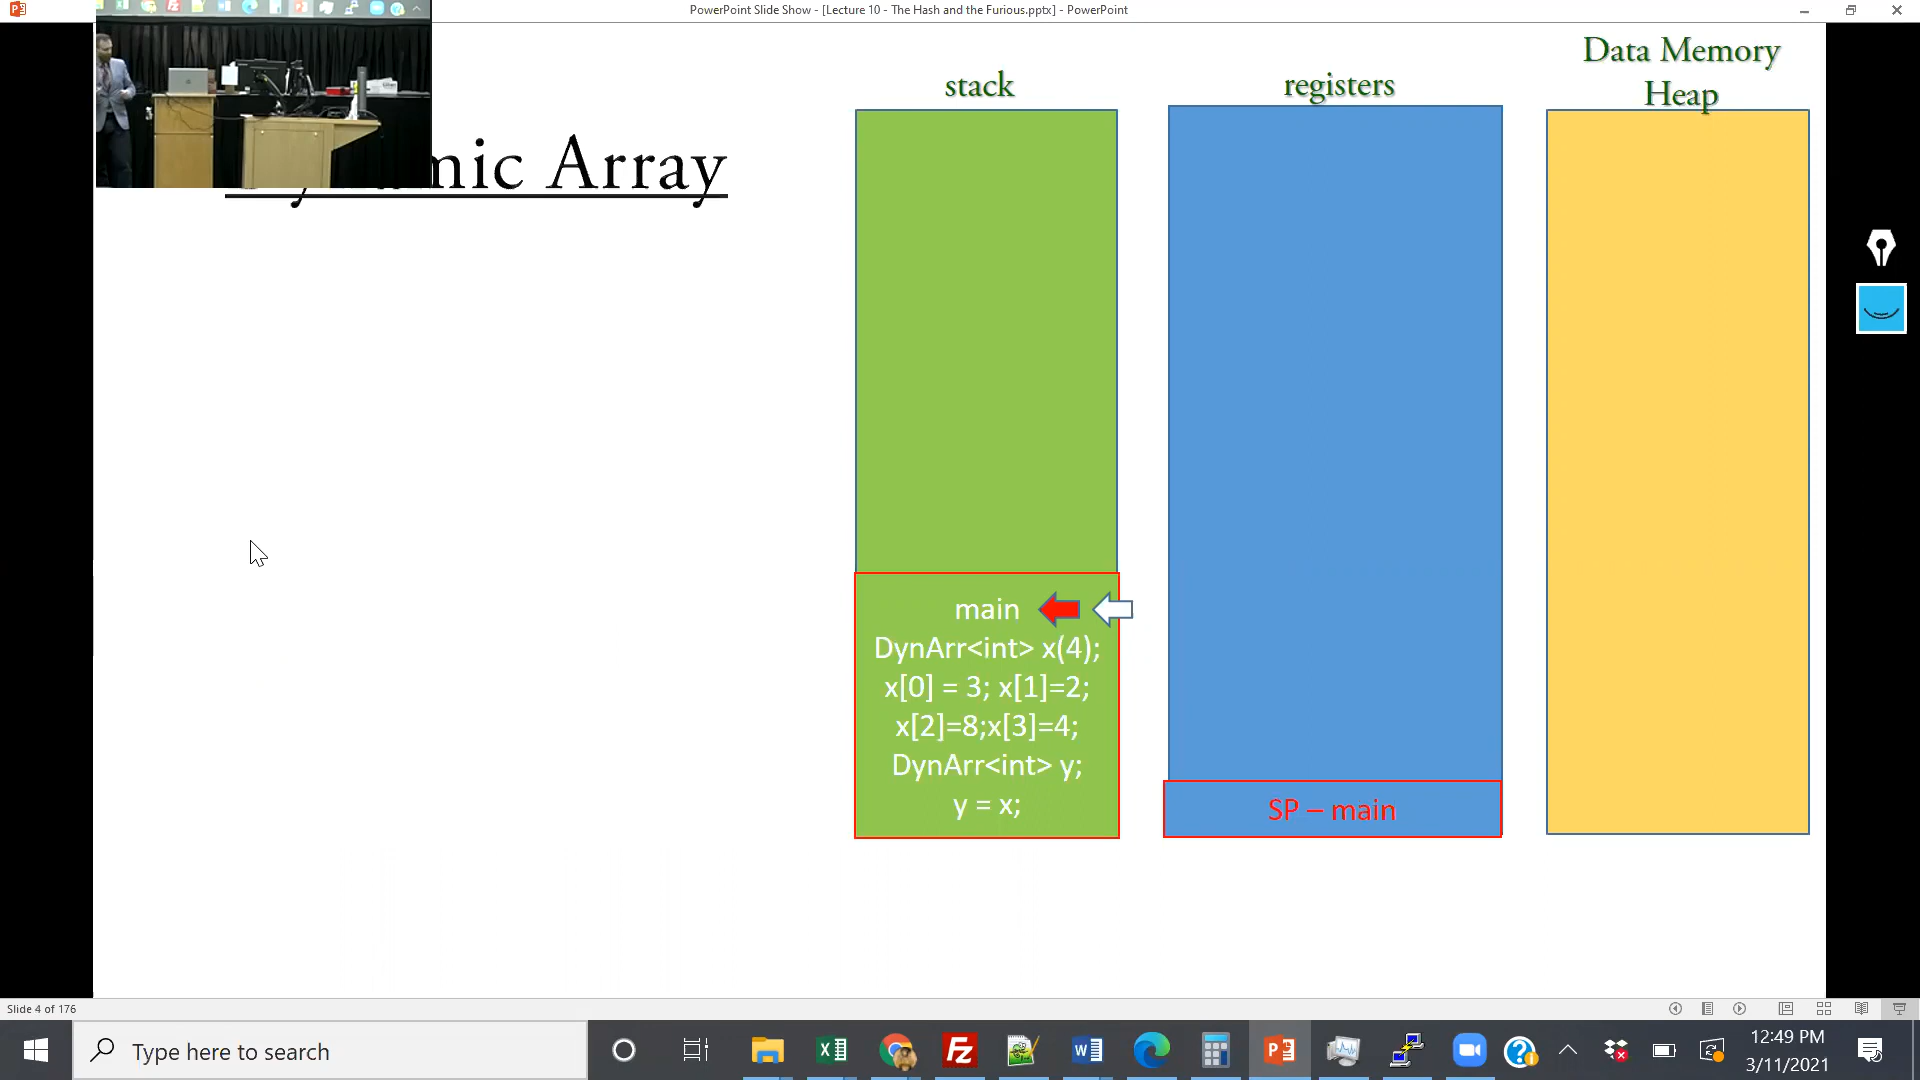 PowerPoint Slide Show - [Lecture 10 - The Hash and the Furious.pptx] - PowerPoint
mic Array
stack
registers
Data Memory
Heap
main
DynArr<int> x(4);
x[0] = 3; x[1]=2;
x[2]=8;x[3]=4;
DynArr<int> y;
y = x;
SP – main
Slide 4 of 176
Type here to search
12:49 PM
3/11/2021